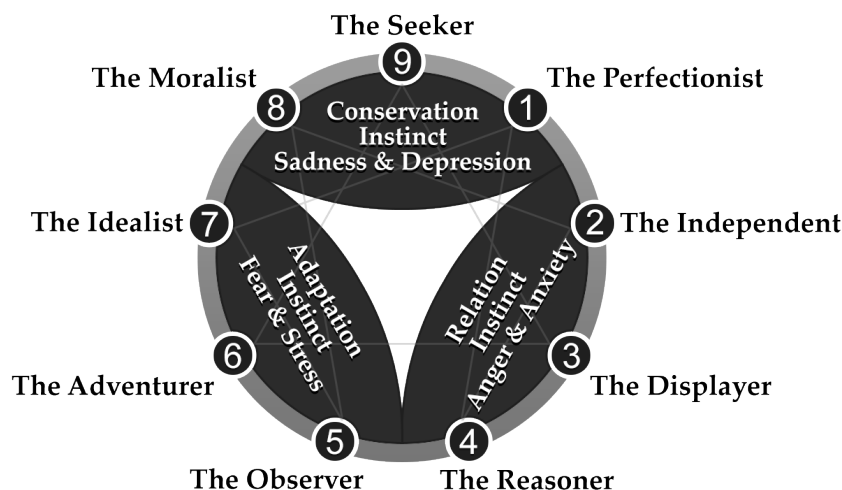 The Seeker
9
The Moralist
8
1
The Perfectionist
Conservation
Instinct
Sadness & Depression
The Idealist
7
2
The Independent
Adaptation
Instinct
Fear & Stress
Relation
Instinct
Anger & Anxiety
6
The Adventurer
3
The Displayer
5
The Observer
4
The Reasoner